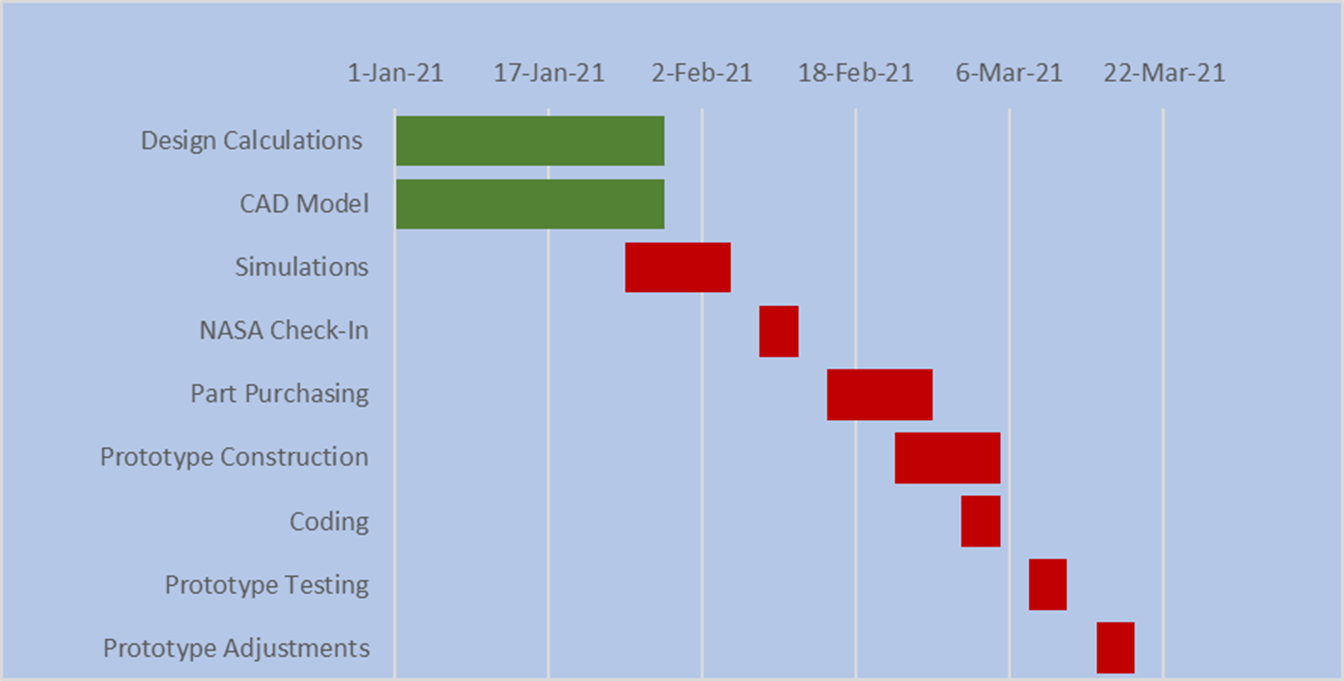 1-Jan-21 17-Jan-21 2-Feb-21 18-Feb-21 6-Mar-21 22-Mar-21
Design Calculations
CAD Model
Simulations
NASA Check-In
Part Purchasing
Prototype Construction
Coding
Prototype Testing
Prototype Adjustments